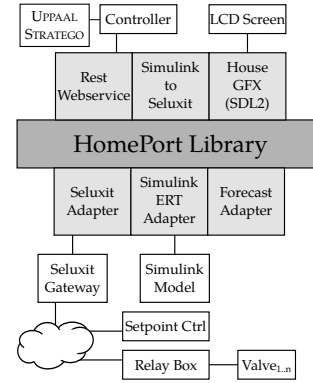 UPPAAL
STRATEGO
Controller
LCD Screen
Rest
Webservice
Simulink
to
Seluxit
House
GFX
(SDL2)
HomePort Library
Seluxit
Adapter
Simulink
ERT
Adapter
Forecast
Adapter
Seluxit
Gateway
Simulink
Model
Setpoint Ctrl
Relay Box
Valve1..n